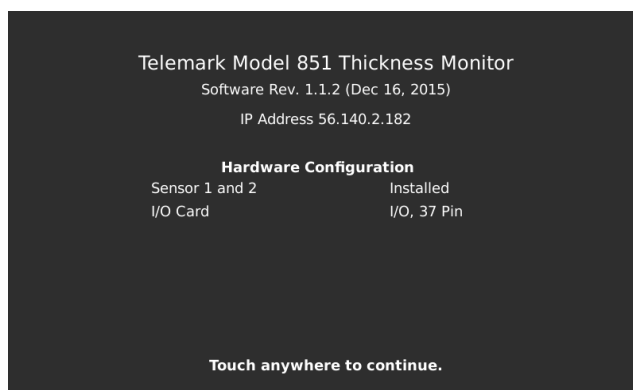 Telemark Model 851 Thickness Monitor
Software Rev. 1.1.2 (Dec 16, 2015)
IP Address 56.140.2.182
Hardware Configuration
Sensor 1 and 2 Installed
I/O Card I/O, 37 Pin
Touch anywhere to continue.